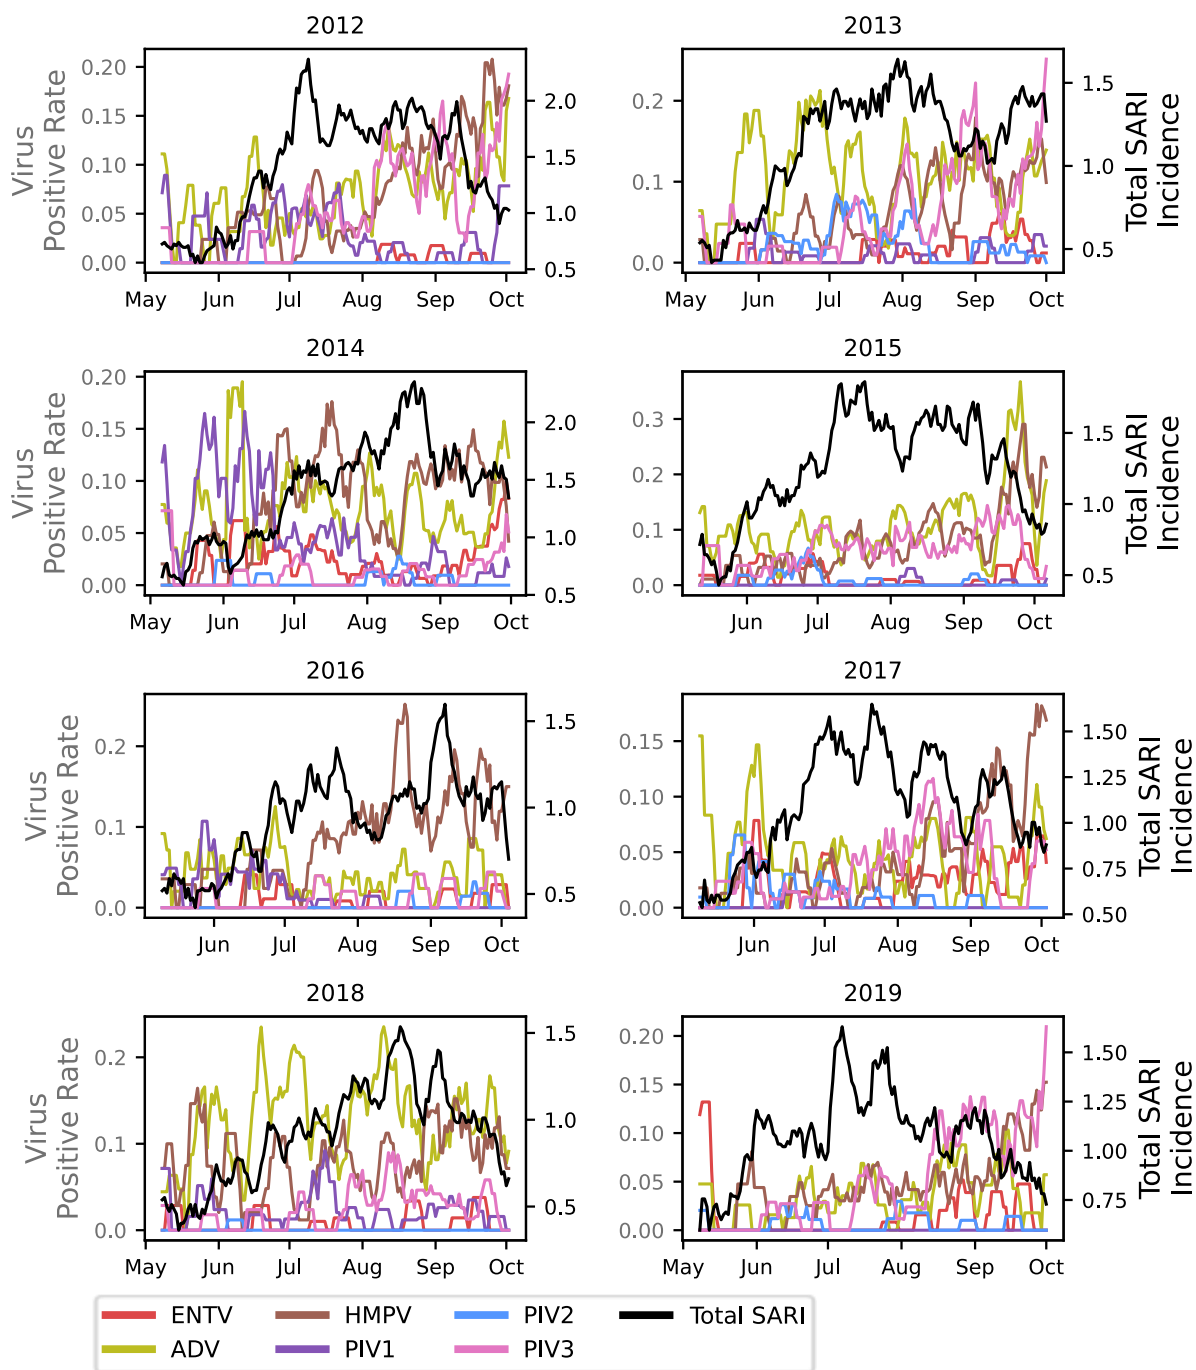 2012
2013
Virus
Positive Rate
0.20
0.15
0.10
0.05
0.00
2.0
1.5
1.0
0.5
May Jun Jul Aug Sep Oct
0.2
0.1
0.0
1.5
1.0
0.5
Total SARI
Incidence
May Jun Jul Aug Sep Oct
2014
2015
Virus
Positive Rate
0.20
0.15
0.10
0.05
0.00
2.0
1.5
1.0
0.5
May Jun Jul Aug Sep Oct
0.3
0.2
0.1
0.0
1.5
1.0
0.5
Total SARI
Incidence
Jun Jul Aug Sep Oct
2016
2017
Virus
Positive Rate
0.2
0.1
0.0
1.5
1.0
0.5
Jun Jul Aug Sep Oct
0.15
0.10
0.05
0.00
1.50
1.25
1.00
0.75
0.50
Total SARI
Incidence
Jun Jul Aug Sep Oct
2018
2019
Virus
Positive Rate
0.2
0.1
0.0
1.5
1.0
0.5
May Jun Jul Aug Sep Oct
0.20
0.15
0.10
0.05
0.00
1.50
1.25
1.00
0.75
Total SARI
Incidence
May Jun Jul Aug Sep Oct
ENTV HMPV PIV2 Total SARI
ADV PIV1 PIV3